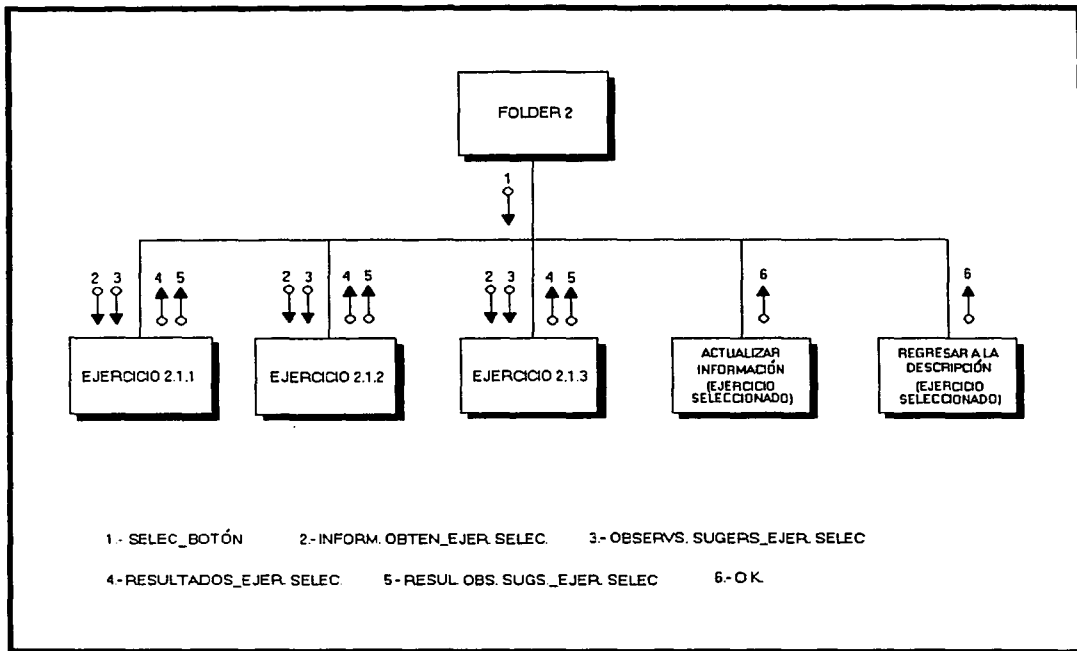 FOLDER 2
1
2 3 4 5 2 3 4 5 2 3 4 5 6 6
EJERCICIO 2.1.1
EJERCICIO 2.1.2
EJERCICIO 2.1.3
ACTUALIZAR
INFORMACIÓN
(EJERCICIO
SELECCIONADO)
REGRESAR A LA
DESCRIPCIÓN
(EJERCICIO
SELECCIONADO)
1.- SELEC_BOTÓN 2.-INFORM. OBTEN_EJER. SELEC. 3.-OBSERVS. SUGERS_EJER. SELEC
4.-RESULTADOS_EJER. SELEC. 5-RESUL. OBS. SUGS._EJER. SELEC 6.-O K.